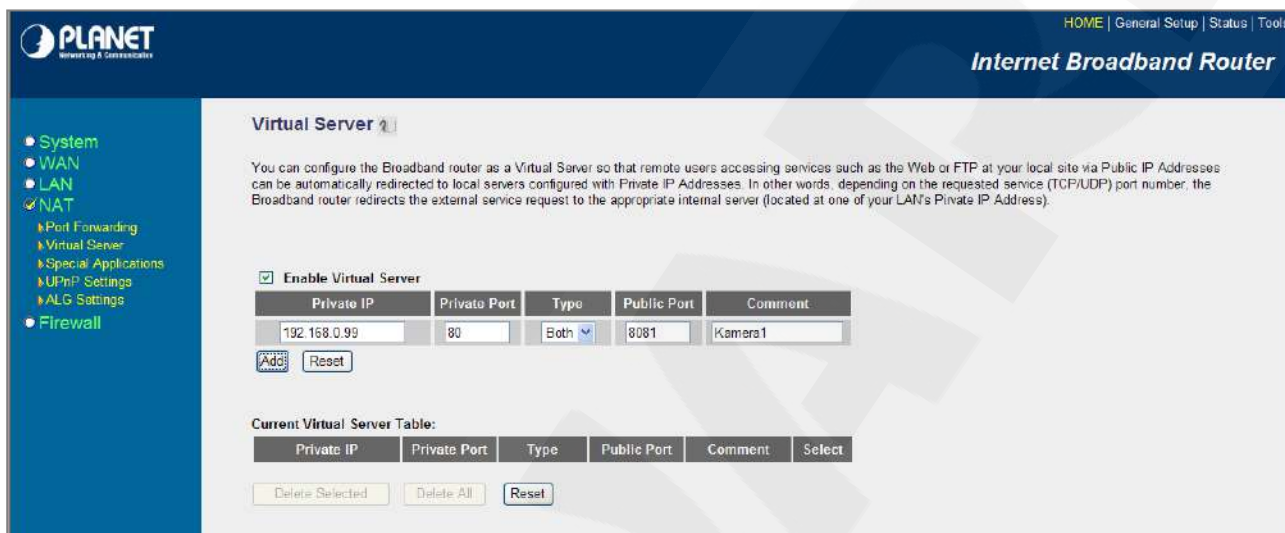 PLANET
Networking & Communication
HOME | General Setup | Status | Tools
Internet Broadband Router
System
WAN
LAN
NAT
Port Forwarding
Virtual Server
Special Applications
UPnP Settings
ALG Settings
Firewall
Virtual Server
You can configure the Broadband router as a Virtual Server so that remote users accessing services such as the Web or FTP at your local site via Public IP Addresses
can be automatically redirected to local servers configured with Private IP Addresses. In other words, depending on the requested service (TCP/UDP) port number, the
Broadband router redirects the external service request to the appropriate internal server (located at one of your LAN's Private IP Address).
Enable Virtual Server
Private IP Private Port Type Public Port Comment
192.168.0.99 80 Both 8081 Kamera1
Add Reset
Current Virtual Server Table:
Private IP Private Port Type Public Port Comment Select
Delete Selected Delete All Reset